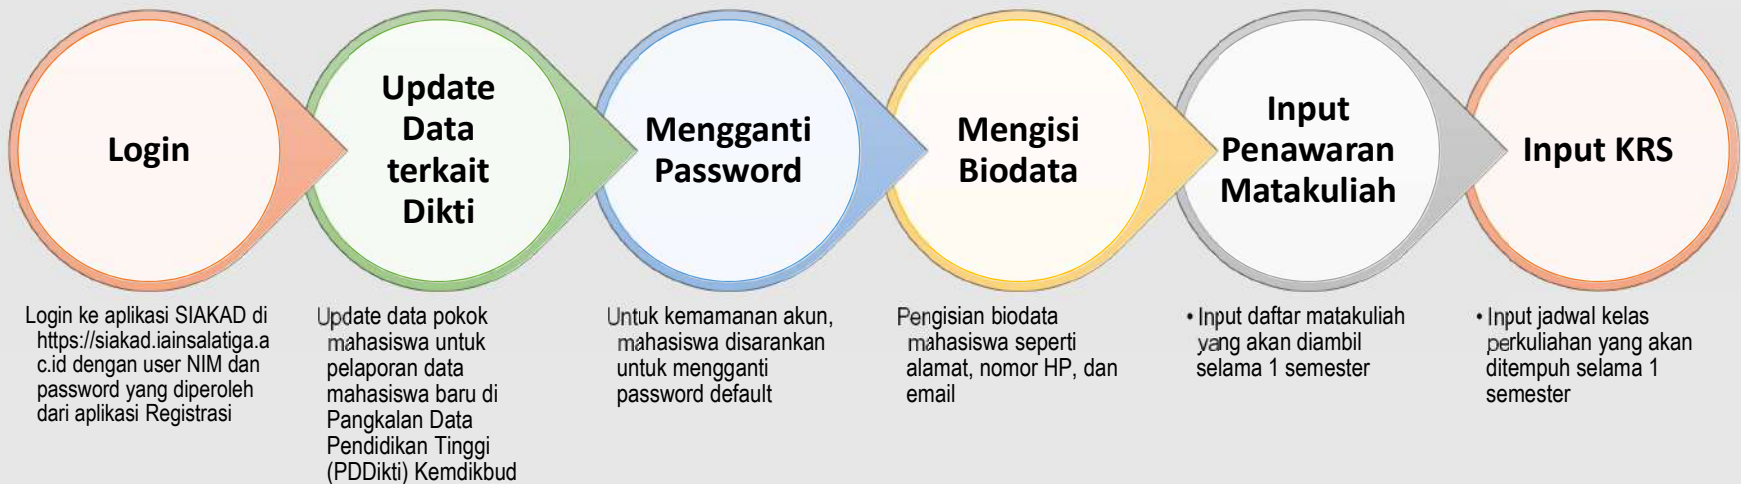 Login
Update
Data
terkait
Dikti
Mengganti
Password
Mengisi
Biodata
Input
Penawaran
Matakuliah
Input KRS
Login ke aplikasi SIAKAD di
https://siakad.iainsalatiga.a
c.id dengan user NIM dan
password yang diperoleh
dari aplikasi Registrasi
Update data pokok
mahasiswa untuk
pelaporan data
mahasiswa baru di
Pangkalan Data
Pendidikan Tinggi
(PDDikti) Kemdikbud
Untuk kemamanan akun,
mahasiswa disarankan
untuk mengganti
password default
Pengisian biodata
mahasiswa seperti
alamat, nomor HP, dan
email
• Input daftar matakuliah
yang akan diambil
selama 1 semester
• Input jadwal kelas
perkuliahan yang akan
ditempuh selama 1
semester